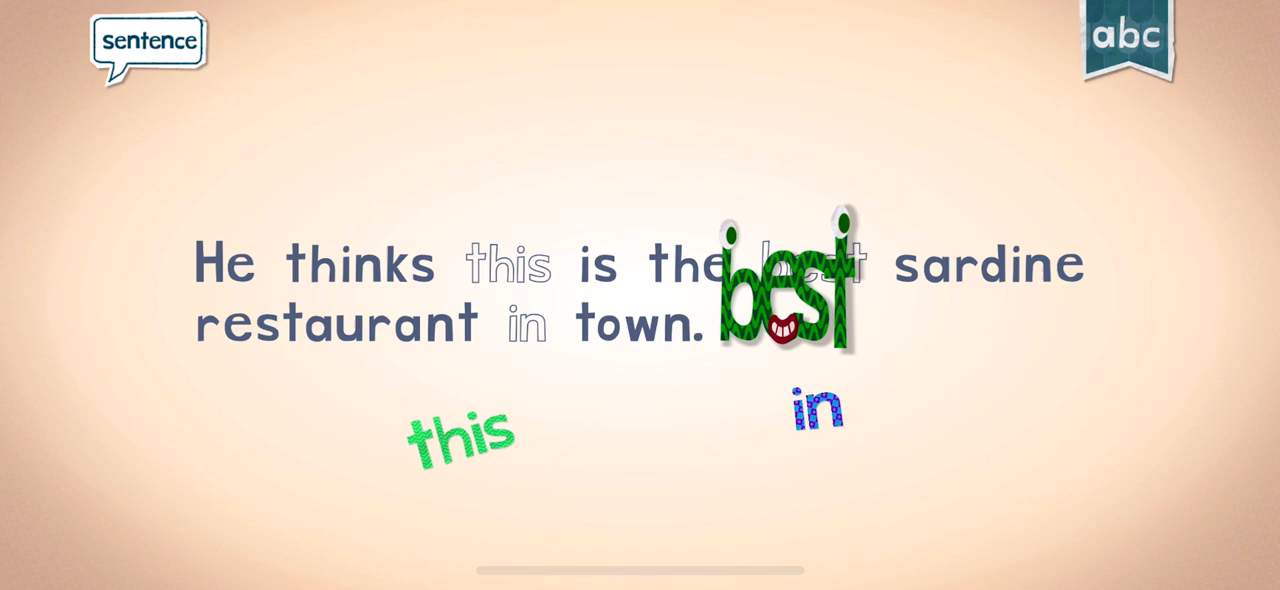 sentence
abc
He thinks this is the best sardine
restaurant in town.
best
this
in